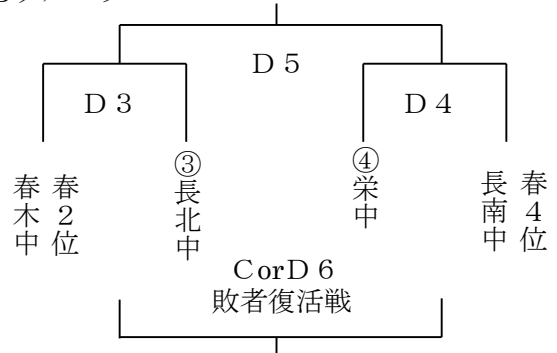 Ｄ５
Ｄ３
Ｄ４
春２位
春木中
③長北中
④栄中
春４位
長南中
ＣorＤ６
敗者復活戦